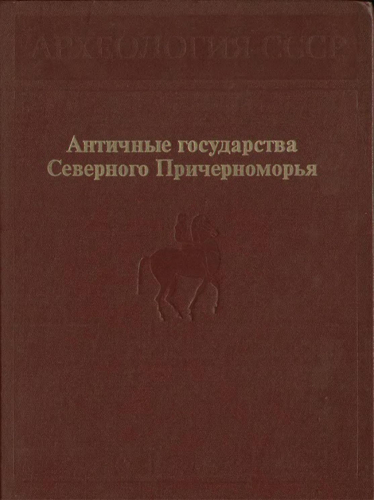 АРХЕОЛОГИЯ СССР
Античные государства
Северного Причерноморья